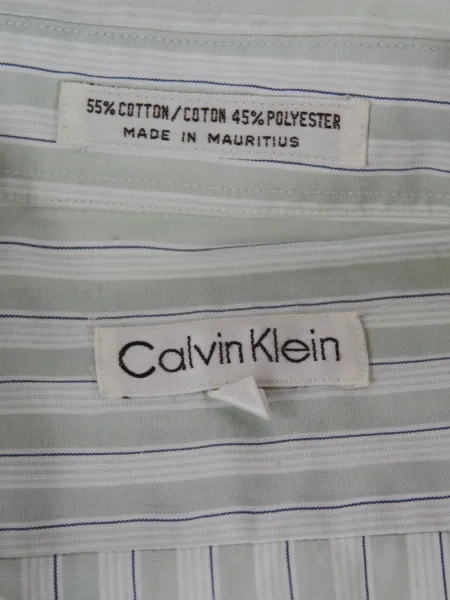 55% COTTON/COTON 45% POLYESTER
MADE IN MAURITIUS
Calvin Klein